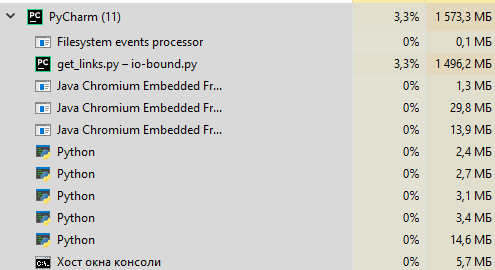 PyCharm (11) 3,3% 1 573,3 МБ
Filesystem events processor 0% 0,1 МБ
get_links.py – io-bound.py 3,3% 1 496,2 МБ
Java Chromium Embedded Fr... 0% 1,3 МБ
Java Chromium Embedded Fr... 0% 29,8 МБ
Java Chromium Embedded Fr... 0% 13,9 МБ
Python 0% 2,4 МБ
Python 0% 2,7 МБ
Python 0% 3,1 МБ
Python 0% 3,4 МБ
Python 0% 14,6 МБ
Хост окна консоли 0% 5,7 МБ